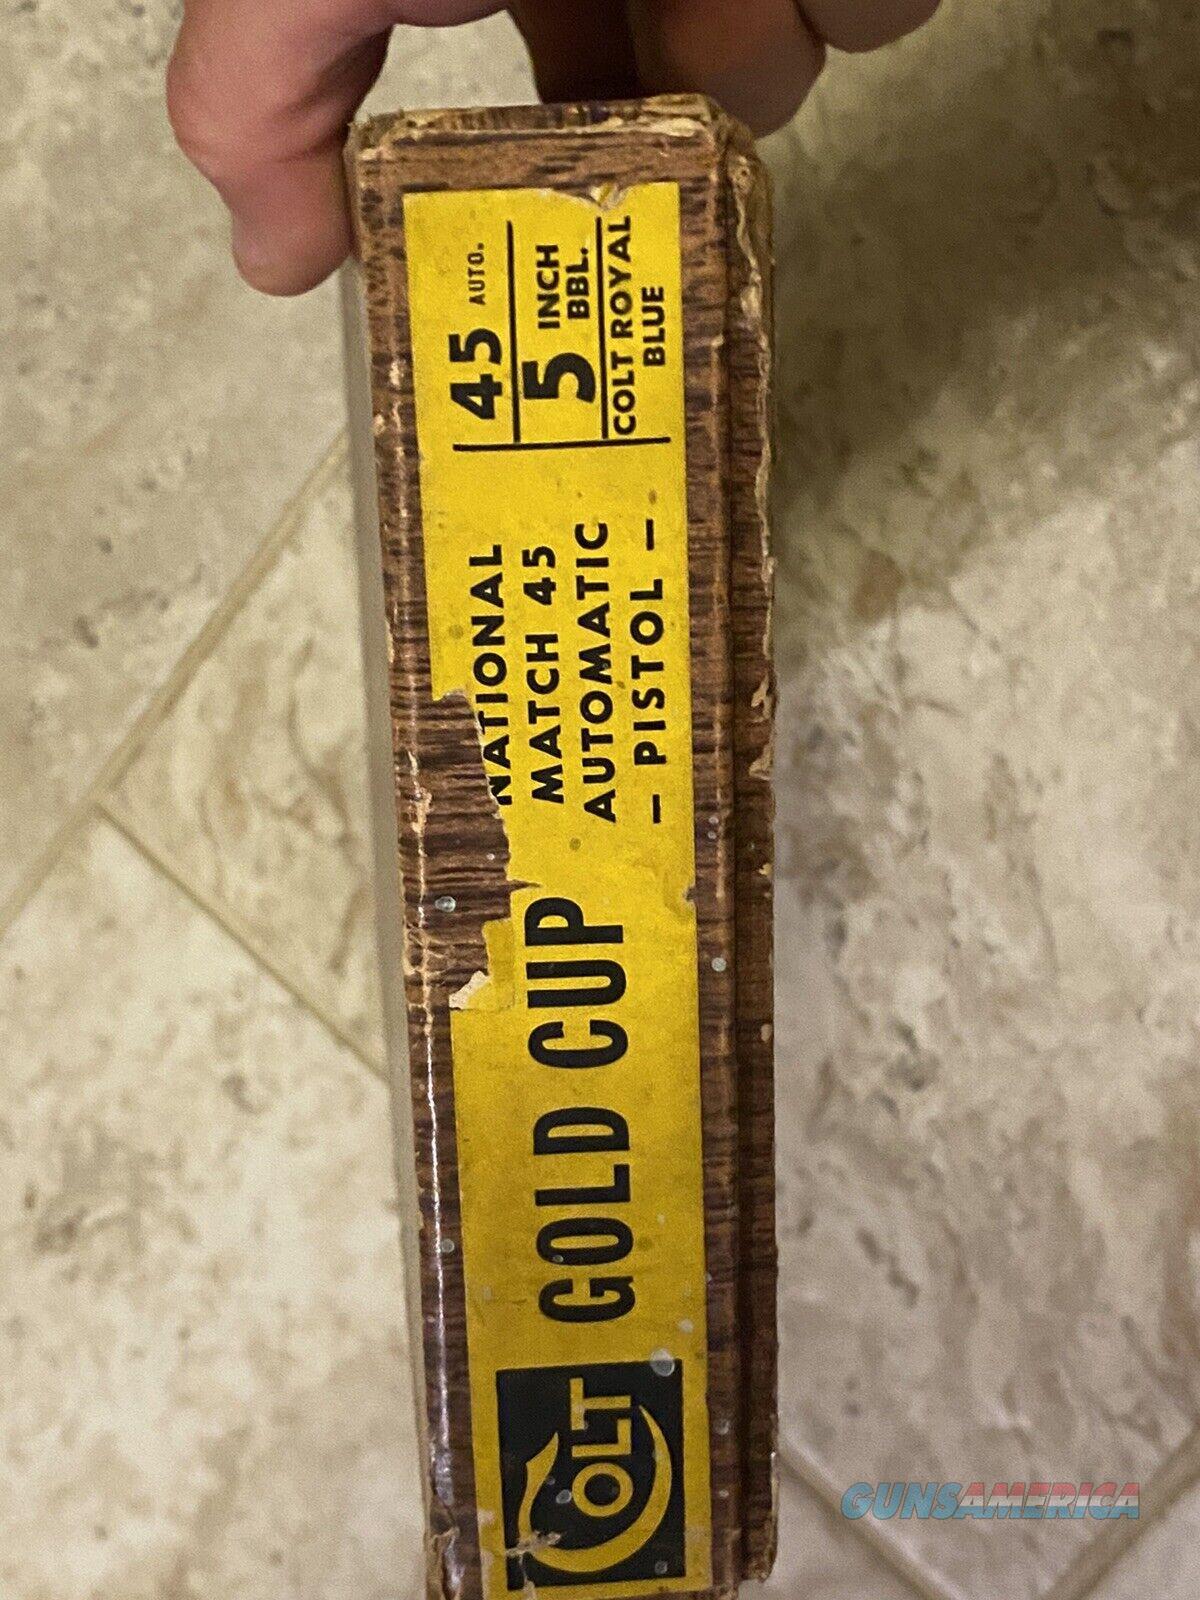 COLT
GOLD CUP
NATIONAL
MATCH 45
AUTOMATIC
— PISTOL —
45 AUTO.
5 INCH BBL.
COLT ROYAL
BLUE
GUNSAMERICA